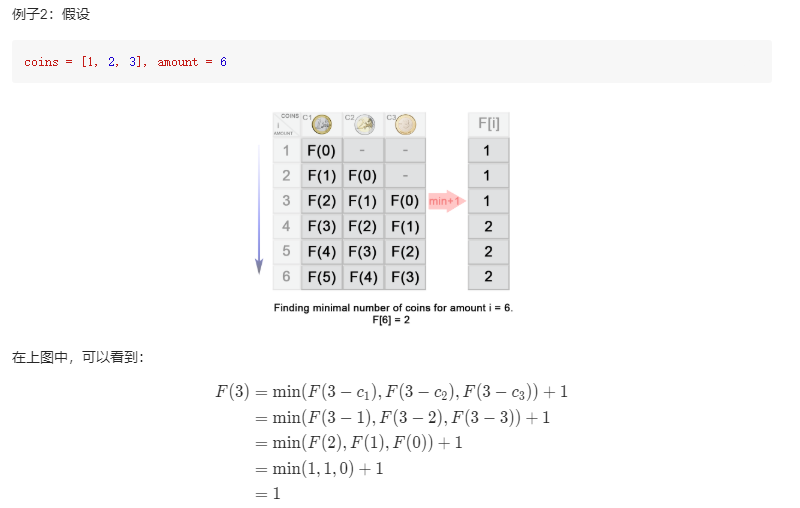 例子2：假设
coins = [1, 2, 3], amount = 6
COINS C1 C2 C3 F[i]
i
AMOUNT
1 F(0) - - 1
2 F(1) F(0) - 1
3 F(2) F(1) F(0) min+1 1
4 F(3) F(2) F(1) 2
5 F(4) F(3) F(2) 2
6 F(5) F(4) F(3) 2
Finding minimal number of coins for amount i = 6.
F[6] = 2
在上图中，可以看到：
F(3) = min(F(3 − c₁), F(3 − c₂), F(3 − c₃)) + 1
= min(F(3 − 1), F(3 − 2), F(3 − 3)) + 1
= min(F(2), F(1), F(0)) + 1
= min(1, 1, 0) + 1
= 1